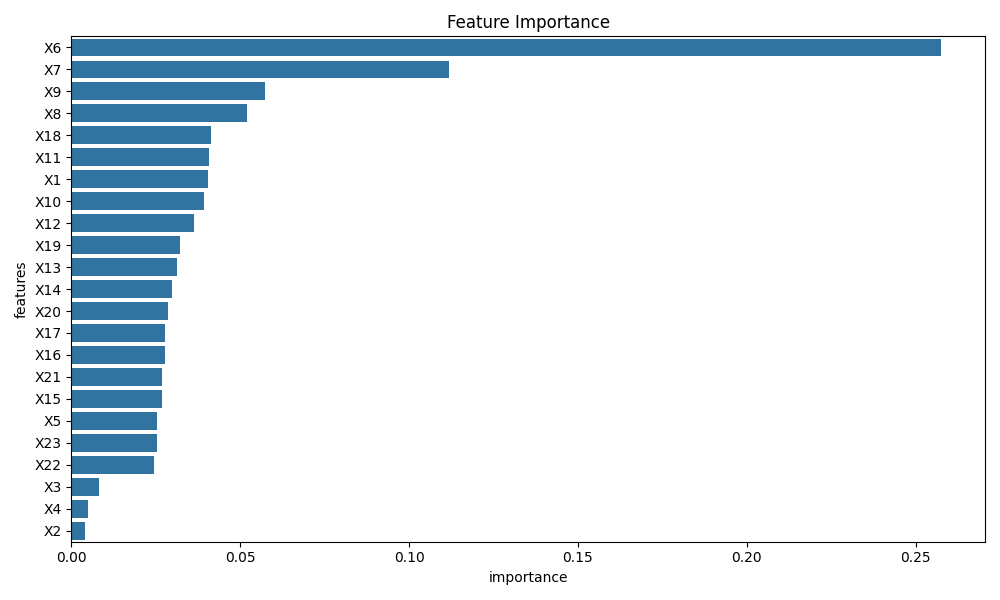 Feature Importance
X6
X7
X9
X8
X18
X11
X1
X10
X12
X19
X13
X14
X20
X17
X16
X21
X15
X5
X23
X22
X3
X4
X2
features
0.00 0.05 0.10 0.15 0.20 0.25
importance